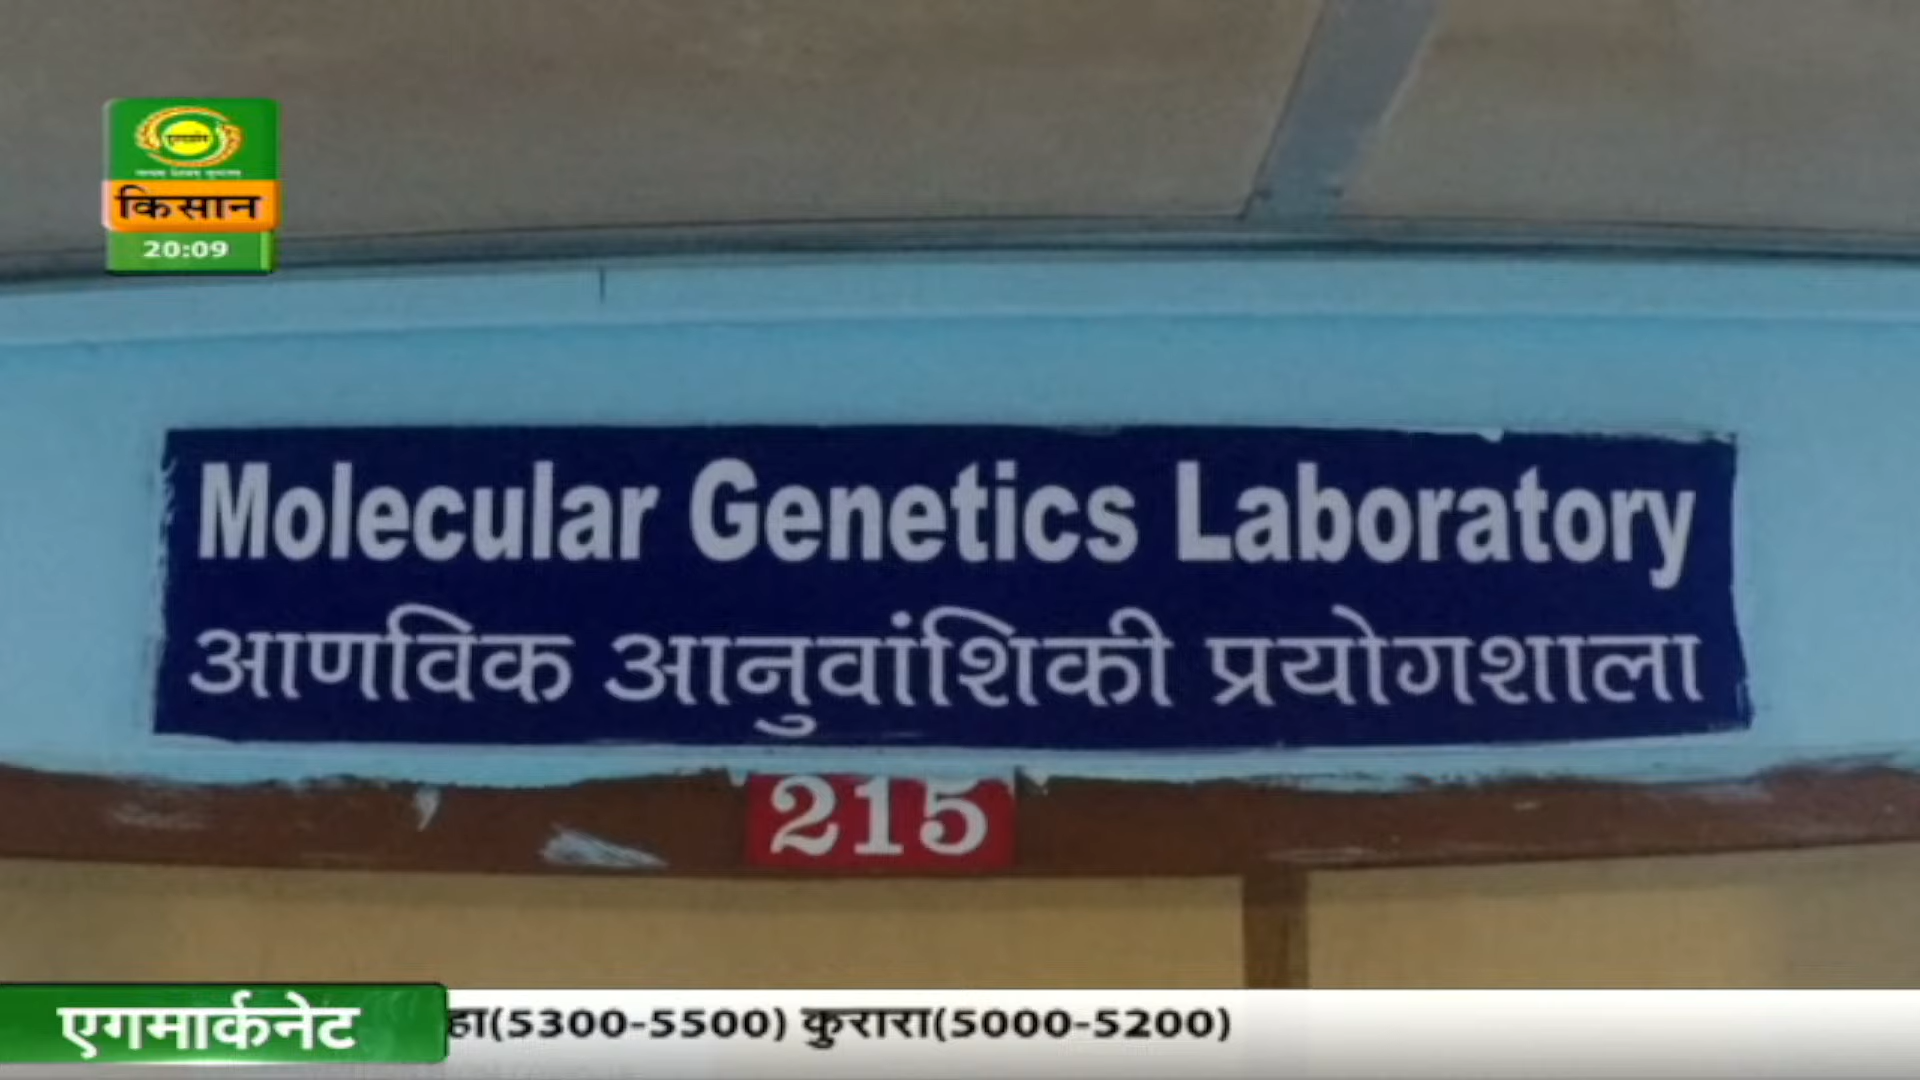 किसान
20:09
Molecular Genetics Laboratory
आणविक आनुवांशिकी प्रयोगशाला
215
एगमार्कनेट
हा(5300-5500) कुरारा(5000-5200)